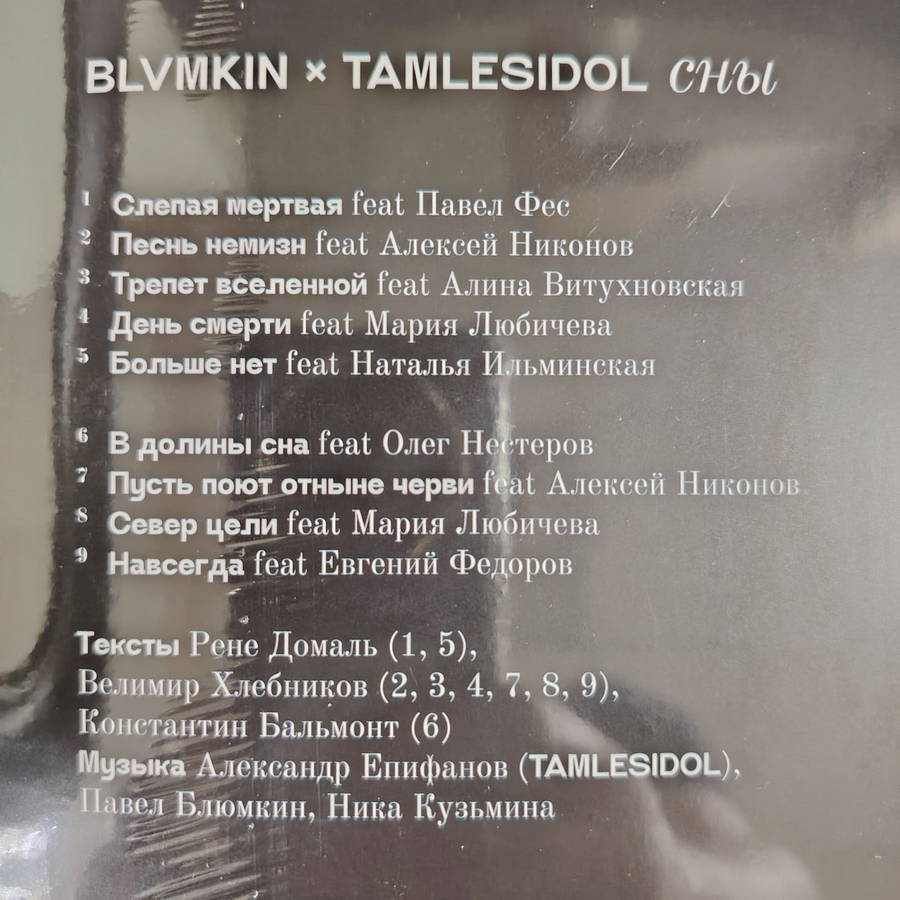 BLVMKIN × TAMLESIDOL сны
1 Слепая мертвая feat Павел Фес
2 Песнь немизн feat Алексей Никонов
3 Трепет вселенной feat Алина Витухновская
4 День смерти feat Мария Любичева
5 Больше нет feat Наталья Ильминская
6 В долины сна feat Олег Нестеров
7 Пусть поют отныне черви feat Алексей Никонов
8 Север цели feat Мария Любичева
9 Навсегда feat Евгений Федоров
Тексты Рене Домаль (1, 5),
Велимир Хлебников (2, 3, 4, 7, 8, 9),
Константин Бальмонт (6)
Музыка Александр Епифанов (TAMLESIDOL),
Павел Блюмкин, Ника Кузьмина